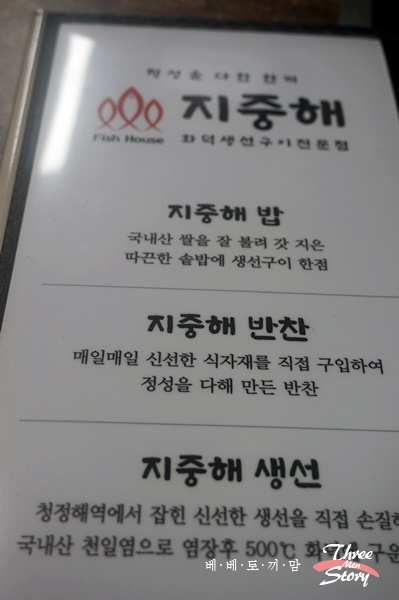 정성을 다한 한끼
지중해
Fish House
화덕생선구이전문점
지중해 밥
국내산 쌀을 잘 불려 갓 지은
따끈한 솥밥에 생선구이 한점
지중해 반찬
매일매일 신선한 식자재를 직접 구입하여
정성을 다해 만든 반찬
지중해 생선
청정해역에서 잡힌 신선한 생선을 직접 손질
국내산 천일염으로 염장후 500℃ 구운
베·베·토·끼·맘
Three Men Story